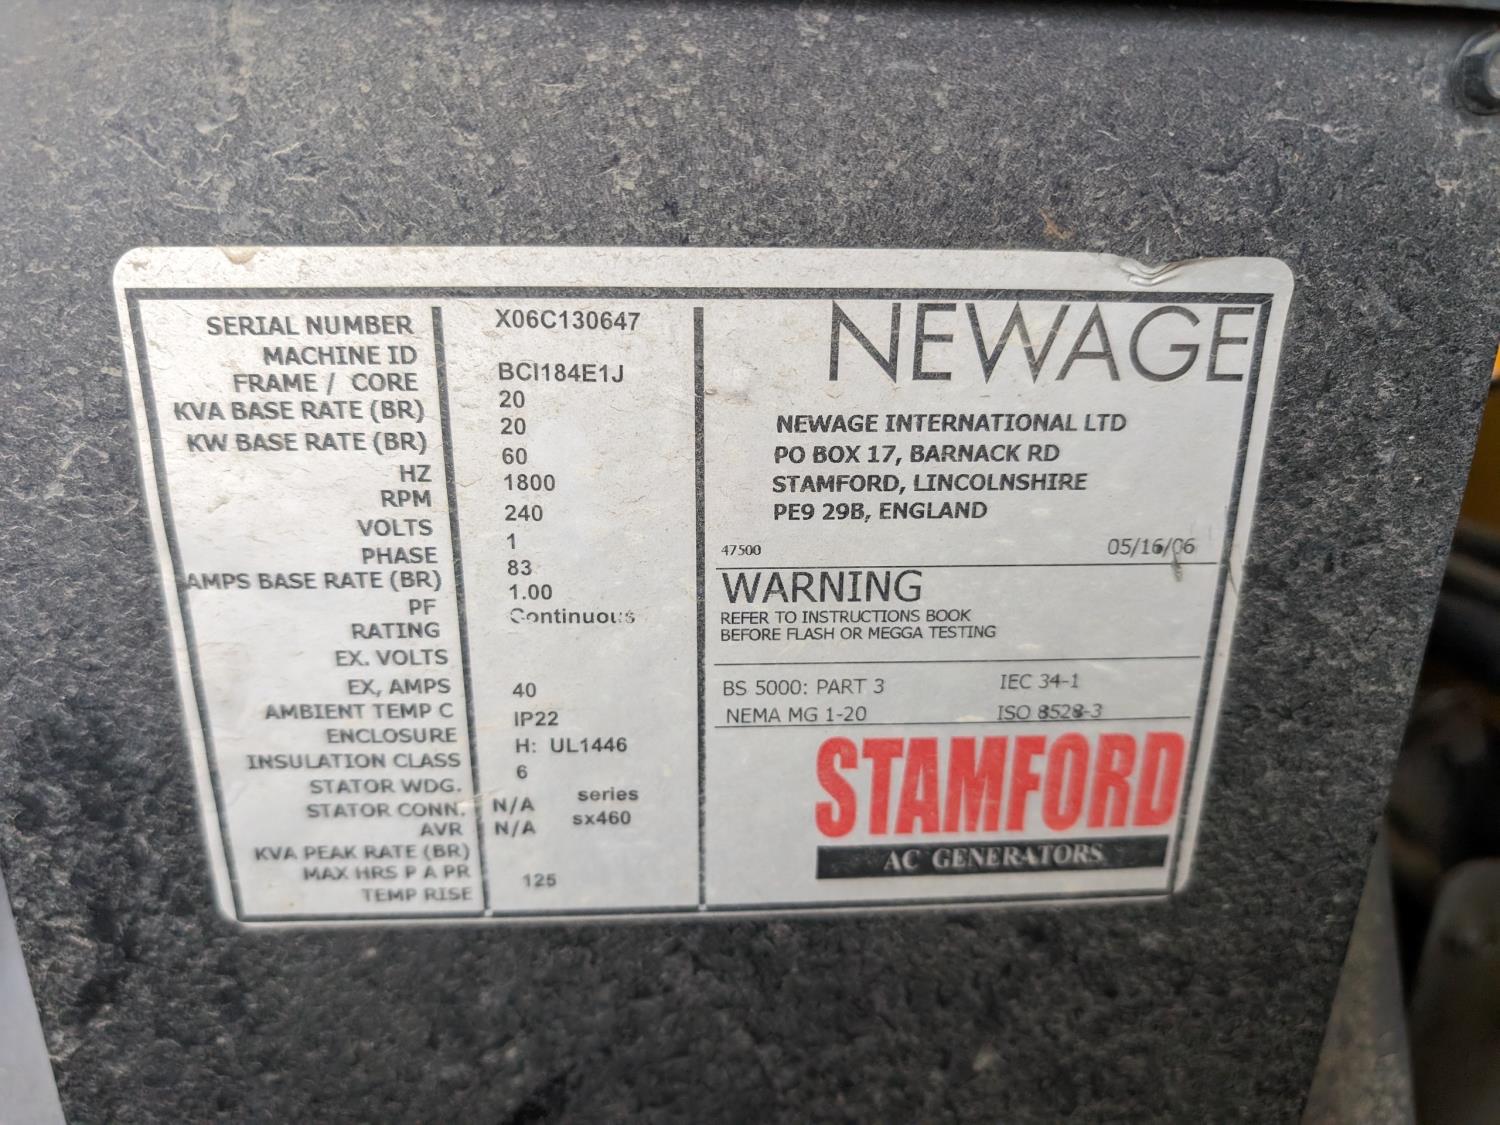 SERIAL NUMBER X06C130647
MACHINE ID
FRAME / CORE BCI184E1J
KVA BASE RATE (BR) 20
KW BASE RATE (BR) 20
HZ 60
RPM 1800
VOLTS 240
PHASE 1
AMPS BASE RATE (BR) 83
PF 1.00
RATING Continuous
EX. VOLTS
EX, AMPS
AMBIENT TEMP C 40
ENCLOSURE IP22
INSULATION CLASS H: UL1446
STATOR WDG. 6
STATOR CONN. N/A series
AVR N/A sx460
KVA PEAK RATE (BR)
MAX HRS P A PR
TEMP RISE 125
NEWAGE
NEWAGE INTERNATIONAL LTD
PO BOX 17, BARNACK RD
STAMFORD, LINCOLNSHIRE
PE9 29B, ENGLAND
47500 05/16/06
WARNING
REFER TO INSTRUCTIONS BOOK
BEFORE FLASH OR MEGGA TESTING
BS 5000: PART 3 IEC 34-1
NEMA MG 1-20 ISO 8528-3
STAMFORD
AC GENERATORS